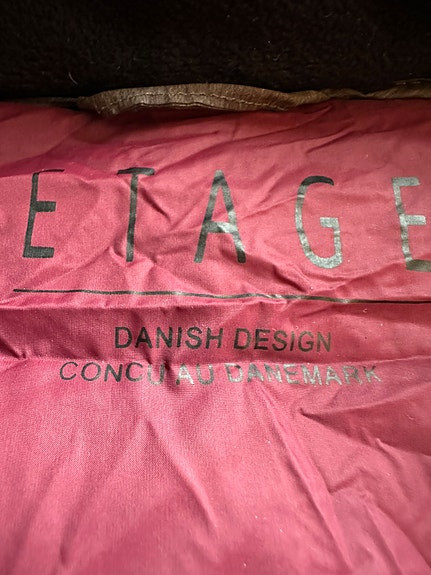 ETAGE
DANISH DESIGN
CONCU AU DANEMARK